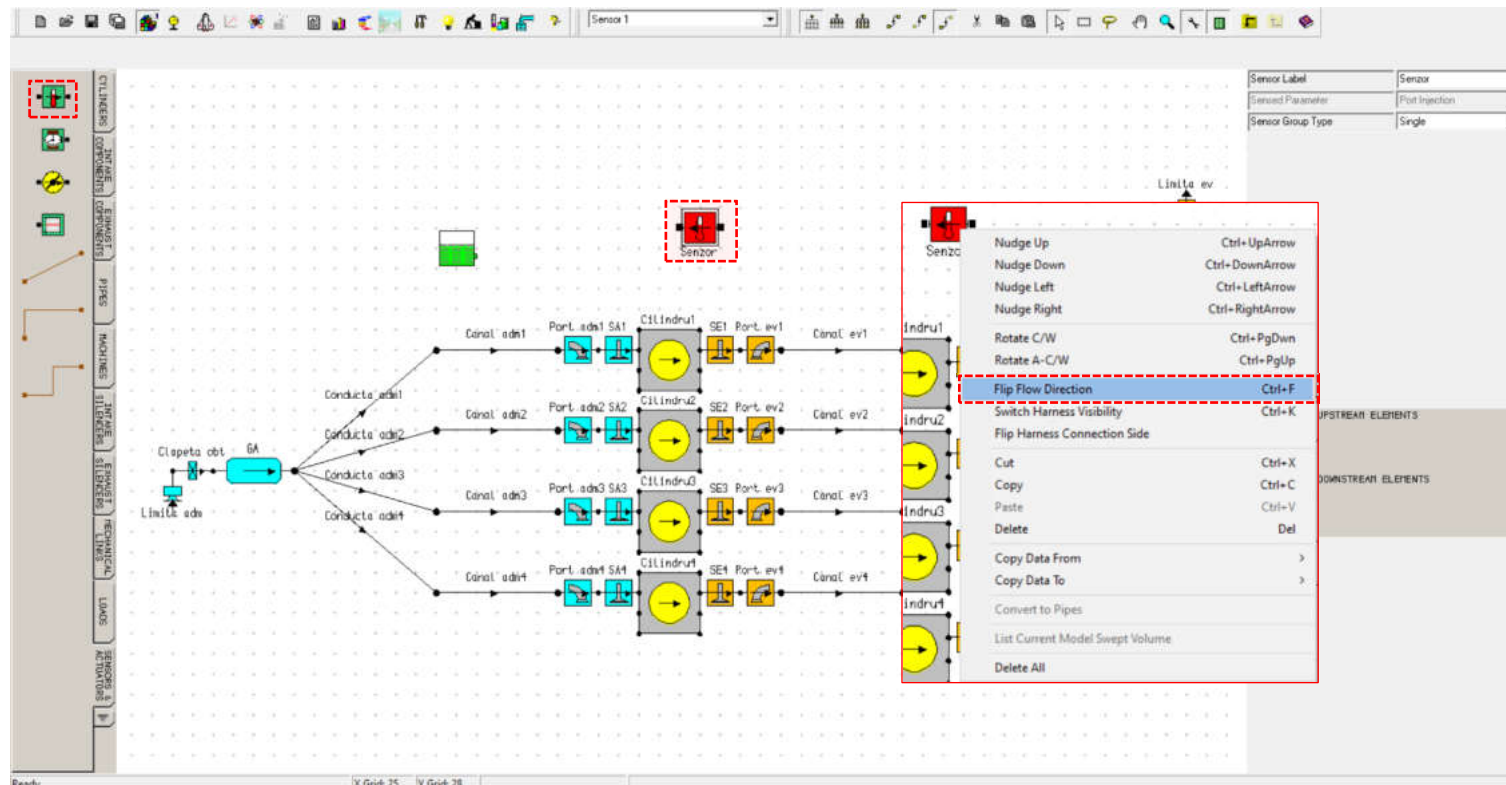 Sensor 1
CYLINDERS
INTAKE
COMPONENTS
EXHAUST
COMPONENTS
PIPES
MACHINES
INTAKE
SILENCERS
EXHAUST
SILENCERS
MECHANICAL
LINKS
LOADS
SENSORS &
ACTUATORS
Sensor Label Senzor
Sensed Parameter Port Injection
Sensor Group Type Single
Limita ev
Senzor
Canal adm1 Port adm1 SA1 Cilindru1 SE1 Port ev1 Canal ev1
Conducta adm1
Canal adm2 Port adm2 SA2 Cilindru2 SE2 Port ev2 Canal ev2
Conducta adm2
Clapeta obt GA
Conducta adm3
Canal adm3 Port adm3 SA3 Cilindru3 SE3 Port ev3 Canal ev3
Limita adm
Conducta adm4
Canal adm4 Port adm4 SA4 Cilindru4 SE4 Port ev4 Canal ev4
Senzo
indru1
indru2
indru3
indru4
Nudge Up Ctrl+UpArrow
Nudge Down Ctrl+DownArrow
Nudge Left Ctrl+LeftArrow
Nudge Right Ctrl+RightArrow
Rotate C/W Ctrl+PgDwn
Rotate A-C/W Ctrl+PgUp
Flip Flow Direction Ctrl+F
Switch Harness Visibility Ctrl+K
Flip Harness Connection Side
Cut Ctrl+X
Copy Ctrl+C
Paste Ctrl+V
Delete Del
Copy Data From >
Copy Data To >
Convert to Pipes
List Current Model Swept Volume
Delete All
UPSTREAM ELEMENTS
DOWNSTREAM ELEMENTS
Ready X Grid: 25 Y Grid: 28